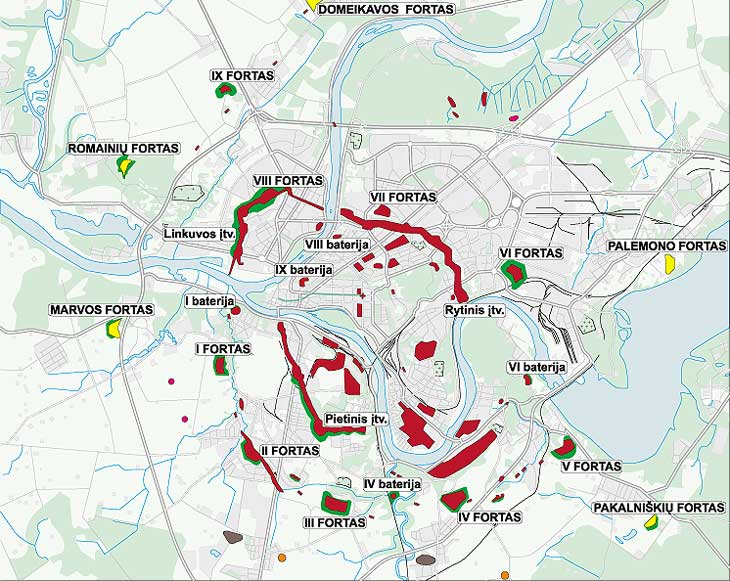 DOMEIKAVOS FORTAS
IX FORTAS
ROMAINIŲ FORTAS
VIII FORTAS
VII FORTAS
Linkuvos įtv.
VIII baterija
VI FORTAS
PALEMONO FORTAS
IX baterija
I baterija
MARVOS FORTAS
Rytinis įtv.
I FORTAS
VI baterija
Pietinis įtv.
II FORTAS
V FORTAS
IV baterija
III FORTAS
IV FORTAS
PAKALNIŠKIŲ FORTAS